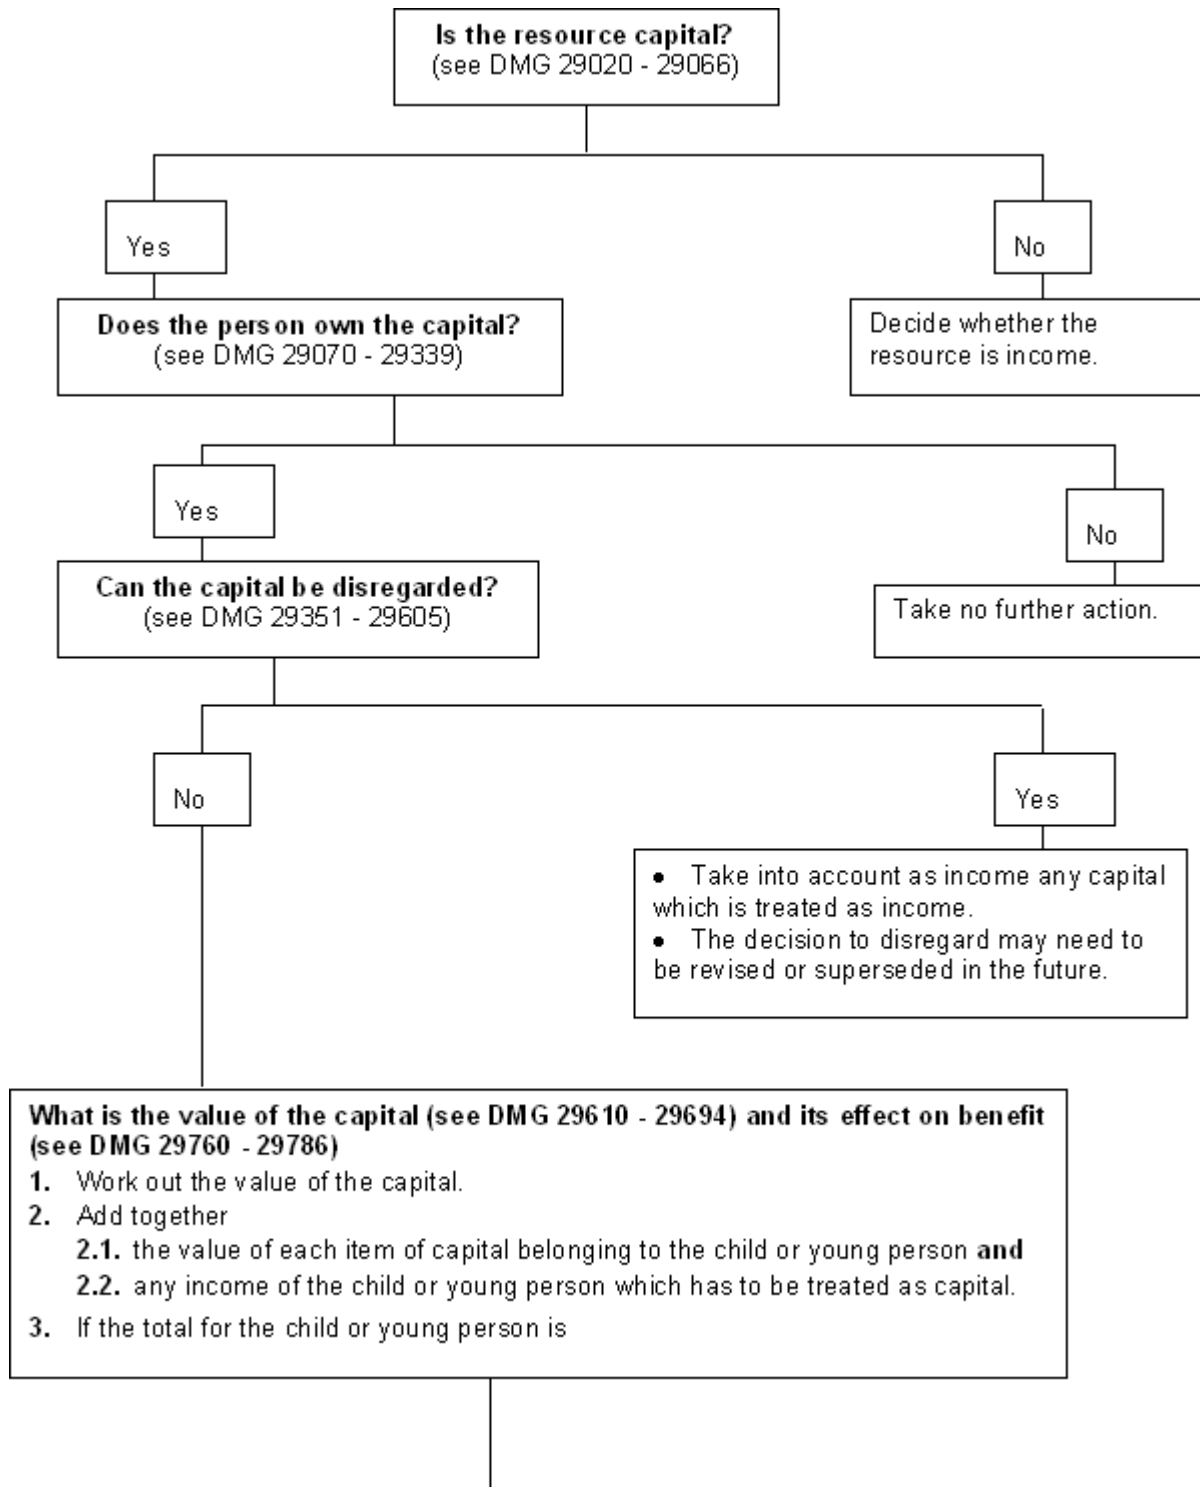 Is the resource capital?
(see DMG 29020 - 29066)
Yes
No
Does the person own the capital?
(see DMG 29070 - 29339)
Decide whether the
resource is income.
Yes
No
Can the capital be disregarded?
(see DMG 29351 - 29605)
Take no further action.
No
Yes
• Take into account as income any capital
which is treated as income.
• The decision to disregard may need to
be revised or superseded in the future.
What is the value of the capital (see DMG 29610 - 29694) and its effect on benefit
(see DMG 29760 - 29786)
1. Work out the value of the capital.
2. Add together
2.1. the value of each item of capital belonging to the child or young person and
2.2. any income of the child or young person which has to be treated as capital.
3. If the total for the child or young person is